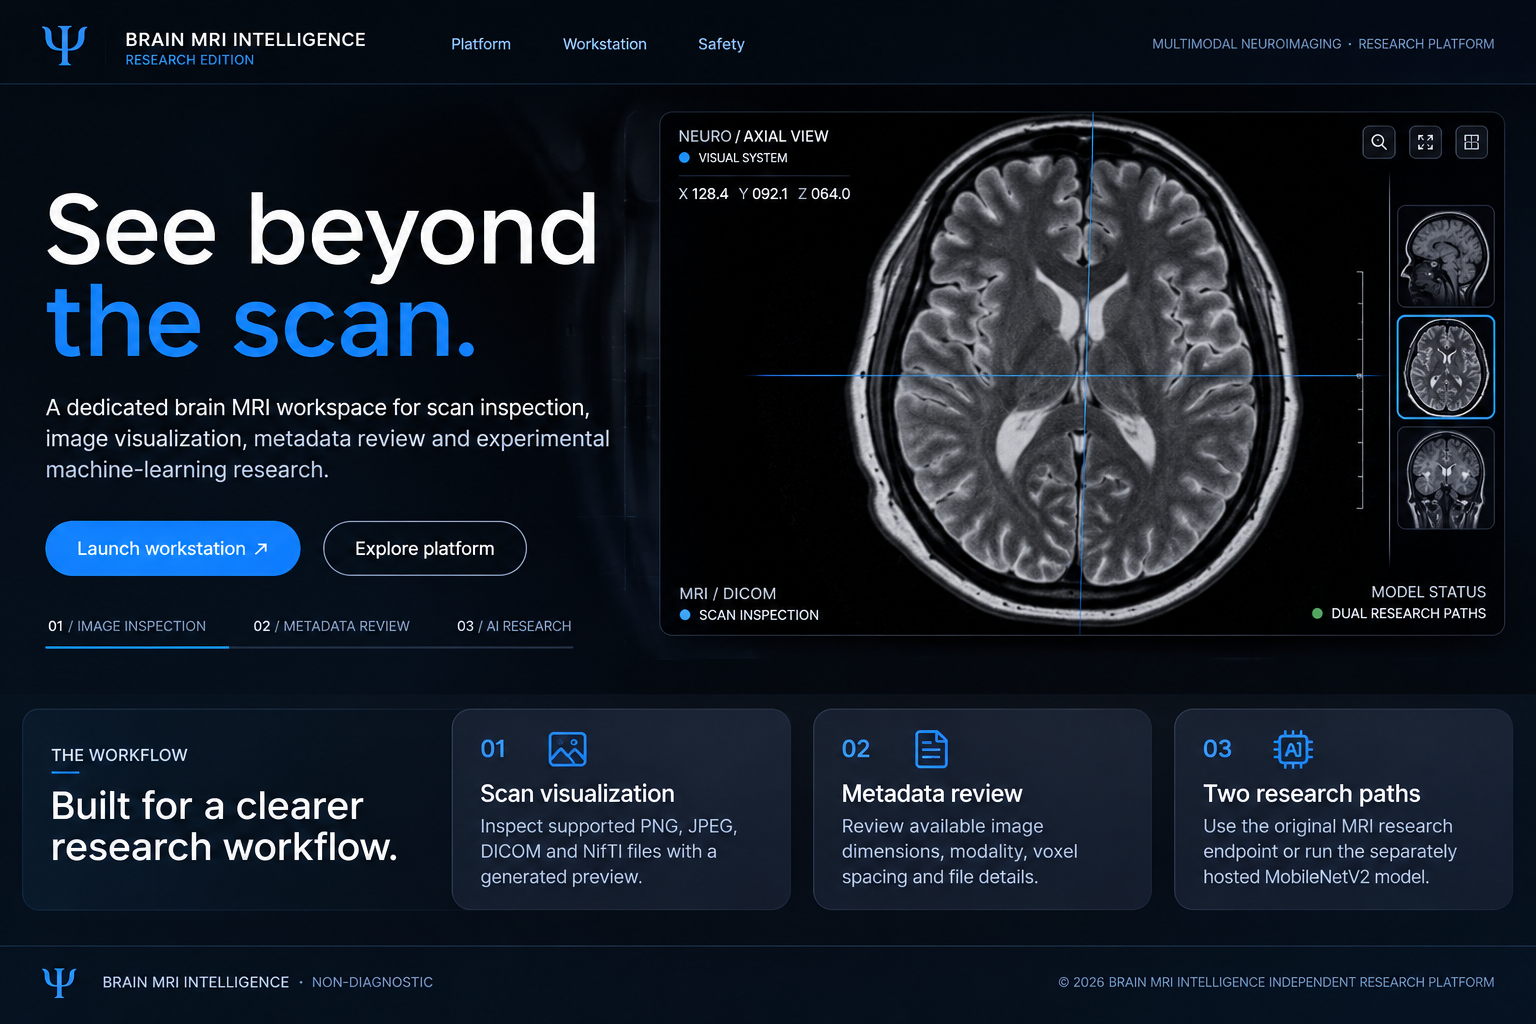 Ψ
BRAIN MRI INTELLIGENCE
RESEARCH EDITION
Platform
Workstation
Safety
MULTIMODAL NEUROIMAGING · RESEARCH PLATFORM
See beyond
the scan.
A dedicated brain MRI workspace for scan inspection,
image visualization, metadata review and experimental
machine-learning research.
Launch workstation ↗
Explore platform
01 / IMAGE INSPECTION
02 / METADATA REVIEW
03 / AI RESEARCH
NEURO / AXIAL VIEW
VISUAL SYSTEM
X 128.4 Y 092.1 Z 064.0
MRI / DICOM
SCAN INSPECTION
MODEL STATUS
DUAL RESEARCH PATHS
THE WORKFLOW
Built for a clearer
research workflow.
01
Scan visualization
Inspect supported PNG, JPEG,
DICOM and NifTI files with a
generated preview.
02
Metadata review
Review available image
dimensions, modality, voxel
spacing and file details.
03
AI
Two research paths
Use the original MRI research
endpoint or run the separately
hosted MobileNetV2 model.
Ψ
BRAIN MRI INTELLIGENCE · NON-DIAGNOSTIC
© 2026 BRAIN MRI INTELLIGENCE INDEPENDENT RESEARCH PLATFORM